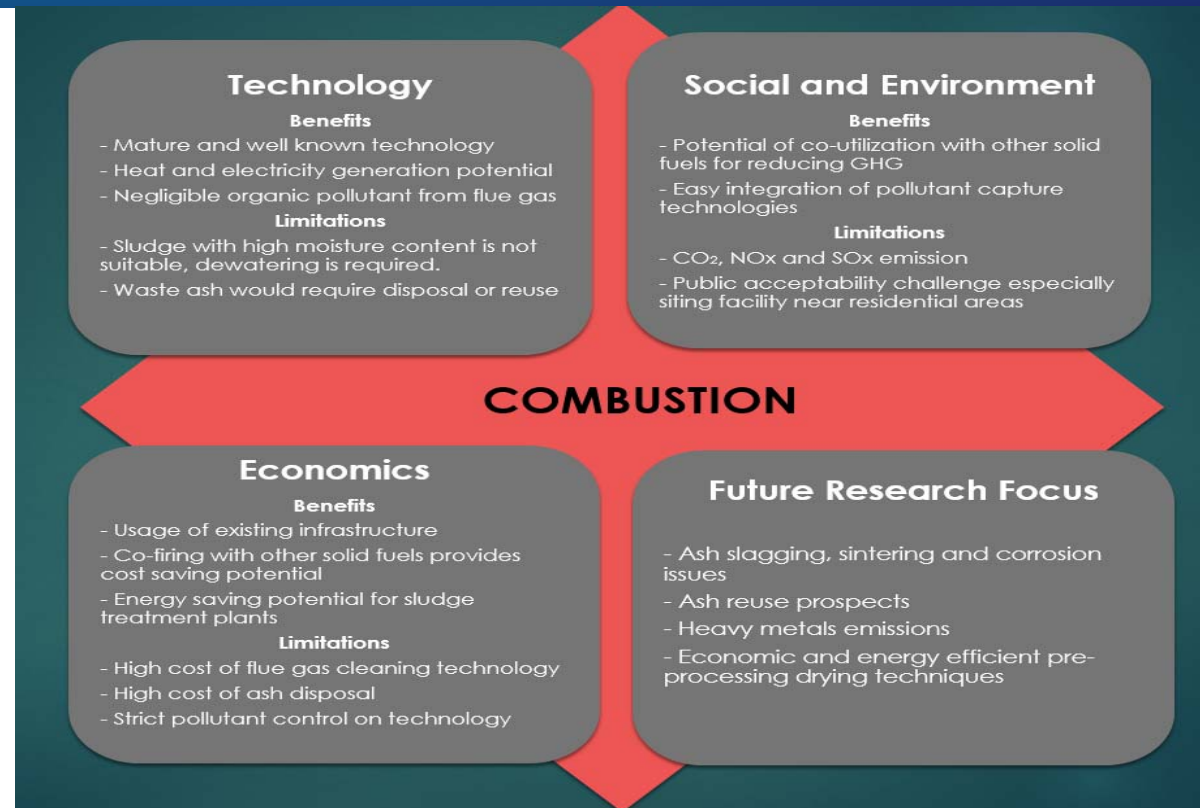 Technology
Benefits
- Mature and well known technology
- Heat and electricity generation potential
- Negligible organic pollutant from flue gas
Limitations
- Sludge with high moisture content is not
suitable, dewatering is required.
- Waste ash would require disposal or reuse
Social and Environment
Benefits
- Potential of co-utilization with other solid
fuels for reducing GHG
- Easy integration of pollutant capture
technologies
Limitations
- CO₂, NOx and SOx emission
- Public acceptability challenge especially
siting facility near residential areas
COMBUSTION
Economics
Benefits
- Usage of existing infrastructure
- Co-firing with other solid fuels provides
cost saving potential
- Energy saving potential for sludge
treatment plants
Limitations
- High cost of flue gas cleaning technology
- High cost of ash disposal
- Strict pollutant control on technology
Future Research Focus
- Ash slagging, sintering and corrosion
issues
- Ash reuse prospects
- Heavy metals emissions
- Economic and energy efficient pre-
processing drying techniques